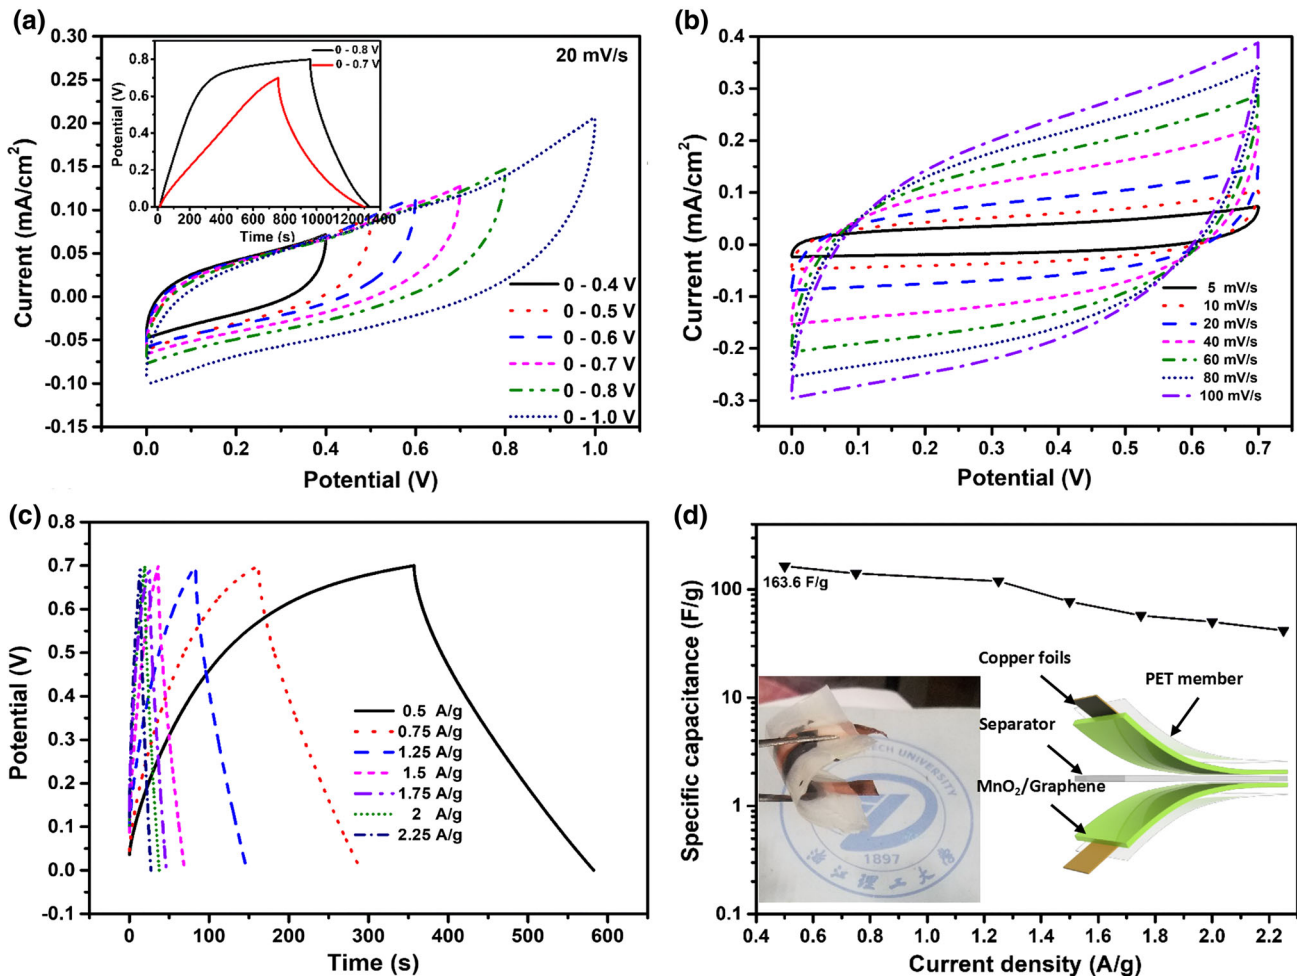 (a)
0.30
0.25
0.20
0.15
0.10
0.05
0.00
-0.05
-0.10
-0.15
Current (mA/cm²)
0.0 0.2 0.4 0.6 0.8 1.0
Potential (V)
20 mV/s
0 - 0.8 V
0 - 0.7 V
0.8
0.6
0.4
0.2
0.0
Potential (V)
0 200 400 600 800 1000 1200 1400
Time (s)
0 - 0.4 V
0 - 0.5 V
0 - 0.6 V
0 - 0.7 V
0 - 0.8 V
0 - 1.0 V
(b)
0.4
0.3
0.2
0.1
0.0
-0.1
-0.2
-0.3
Current (mA/cm²)
0.0 0.1 0.2 0.3 0.4 0.5 0.6 0.7
Potential (V)
5 mV/s
10 mV/s
20 mV/s
40 mV/s
60 mV/s
80 mV/s
100 mV/s
(c)
0.8
0.7
0.6
0.5
0.4
0.3
0.2
0.1
0.0
-0.1
Potential (V)
0 100 200 300 400 500 600
Time (s)
0.5 A/g
0.75 A/g
1.25 A/g
1.5 A/g
1.75 A/g
2 A/g
2.25 A/g
(d)
100
10
1
0.1
Specific capacitance (F/g)
0.4 0.6 0.8 1.0 1.2 1.4 1.6 1.8 2.0 2.2
Current density (A/g)
163.6 F/g
Copper foils
PET member
Separator
MnO₂/Graphene
TECH UNIVERSITY
1897
浙江理工大學